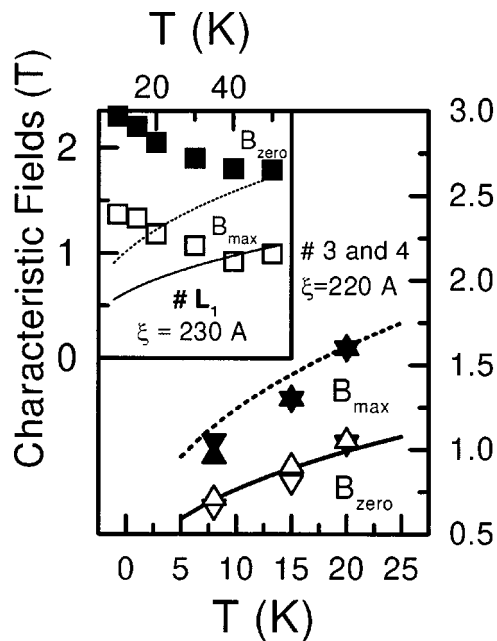 T (K)
20 40
Characteristic Fields (T)
2
1
0
B_zero
B_max
# L_1
ξ = 230 A
# 3 and 4
ξ=220 A
B_max
B_zero
3.0
2.5
2.0
1.5
1.0
0.5
0 5 10 15 20 25
T (K)